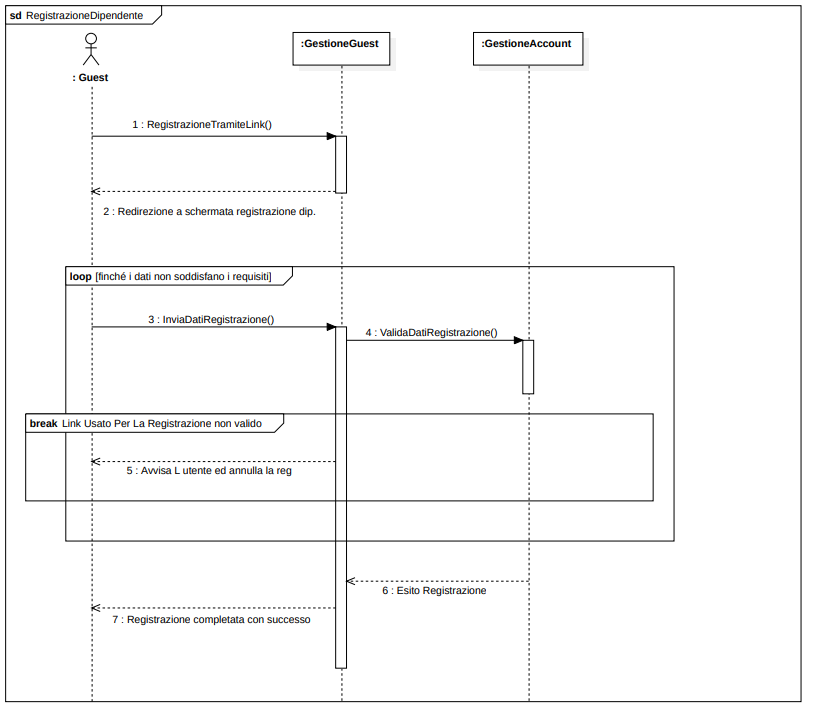 sd RegistrazioneDipendente
: Guest
:GestioneGuest
:GestioneAccount
1 : RegistrazioneTramiteLink()
2 : Redirezione a schermata registrazione dip.
loop [finché i dati non soddisfano i requisiti]
3 : InviaDatiRegistrazione()
4 : ValidaDatiRegistrazione()
break Link Usato Per La Registrazione non valido
5 : Avvisa L utente ed annulla la reg
6 : Esito Registrazione
7 : Registrazione completata con successo